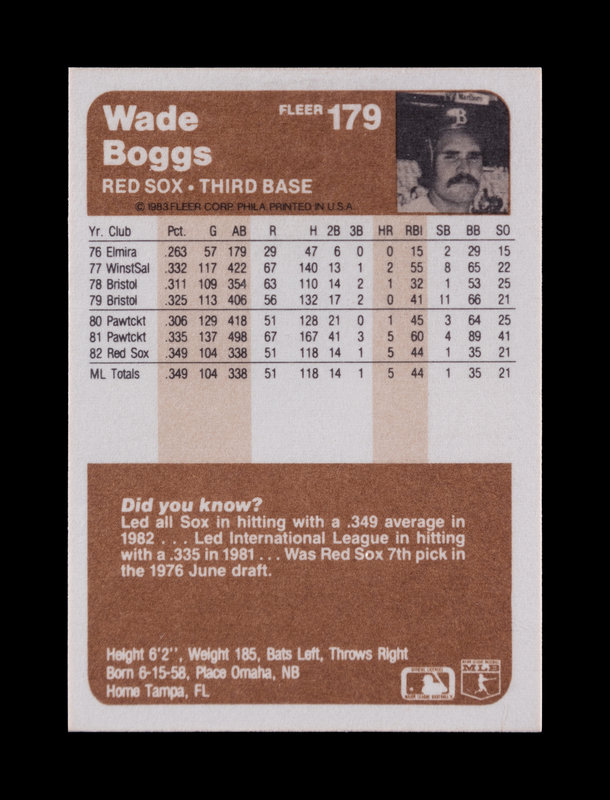 Wade
Boggs
FLEER 179
RED SOX • THIRD BASE
© 1983 FLEER CORP. PHILA. PRINTED IN U.S.A.
Marlboro
B
Yr. Club Pct. G AB R H 2B 3B HR RBI SB BB SO
76 Elmira .263 57 179 29 47 6 0 0 15 2 29 15
77 WinstSal .332 117 422 67 140 13 1 2 55 8 65 22
78 Bristol .311 109 354 63 110 14 2 1 32 1 53 25
79 Bristol .325 113 406 56 132 17 2 0 41 11 66 21
80 Pawtckt .306 129 418 51 128 21 0 1 45 3 64 25
81 Pawtckt .335 137 498 67 167 41 3 5 60 4 89 41
82 Red Sox .349 104 338 51 118 14 1 5 44 1 35 21
ML Totals .349 104 338 51 118 14 1 5 44 1 35 21
Did you know?
Led all Sox in hitting with a .349 average in
1982 . . . Led International League in hitting
with a .335 in 1981 . . . Was Red Sox 7th pick in
the 1976 June draft.
Height 6'2'', Weight 185, Bats Left, Throws Right
Born 6-15-58, Place Omaha, NB
Home Tampa, FL
MLB